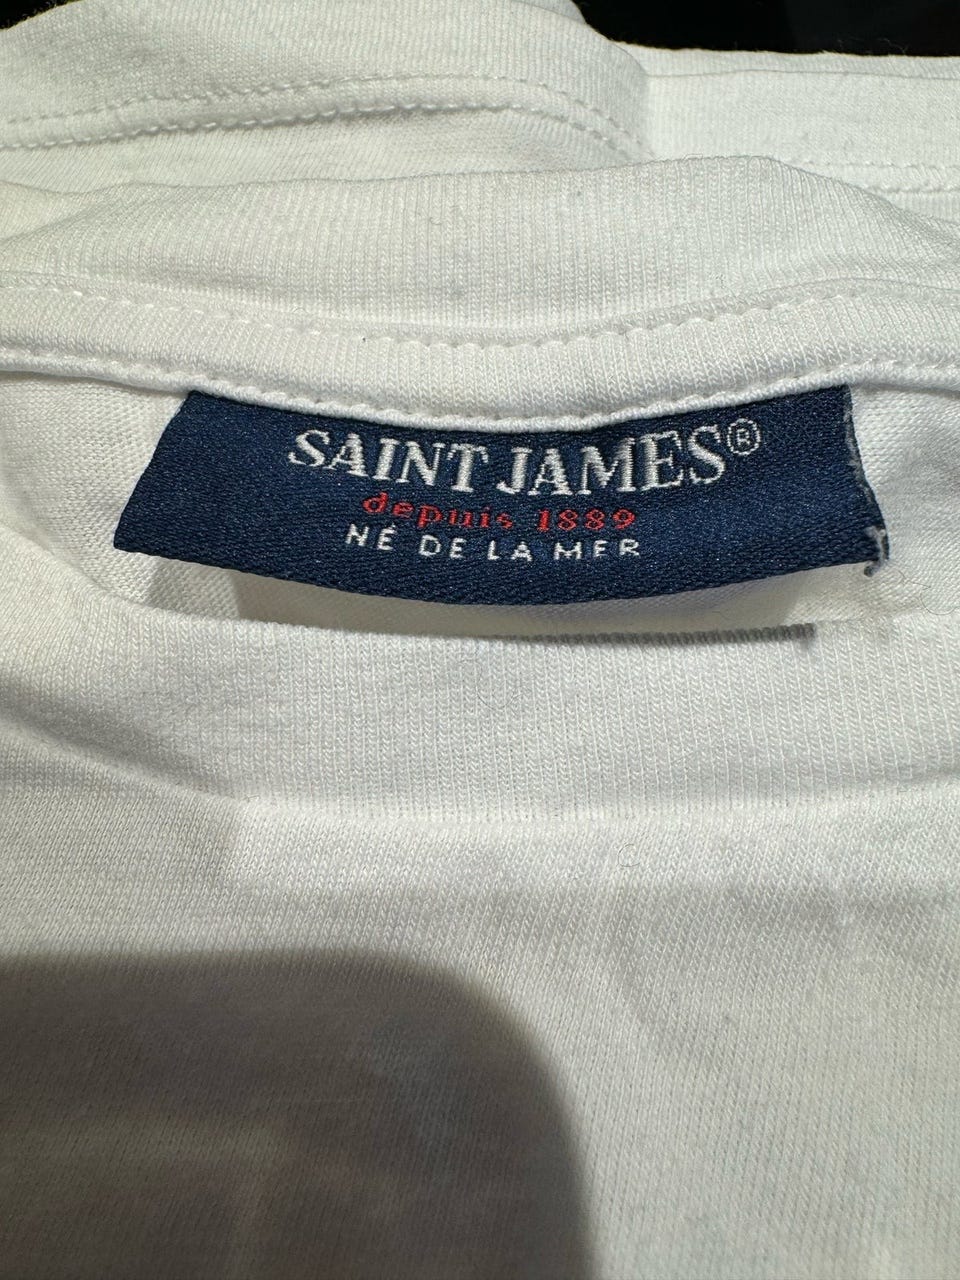 SAINT JAMES®
depuis 1889
NÉ DE LA MER